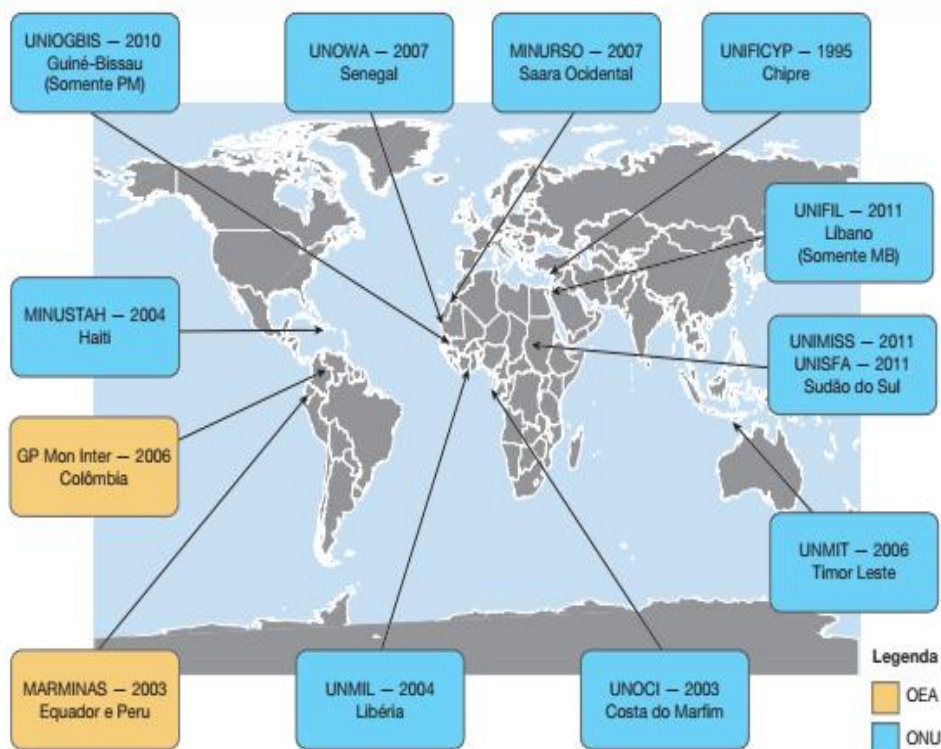 UNIOGBIS – 2010
Guiné-Bissau
(Somente PM)
UNOWA – 2007
Senegal
MINURSO – 2007
Saara Ocidental
UNFICYP – 1995
Chipre
UNIFIL – 2011
Líbano
(Somente MB)
MINUSTAH – 2004
Haiti
UNIMISS – 2011
UNISFA – 2011
Sudão do Sul
GP Mon Inter – 2006
Colômbia
UNMIT – 2006
Timor Leste
MARMINAS – 2003
Equador e Peru
UNMIL – 2004
Libéria
UNOCI – 2003
Costa do Marfim
Legenda
OEA
ONU